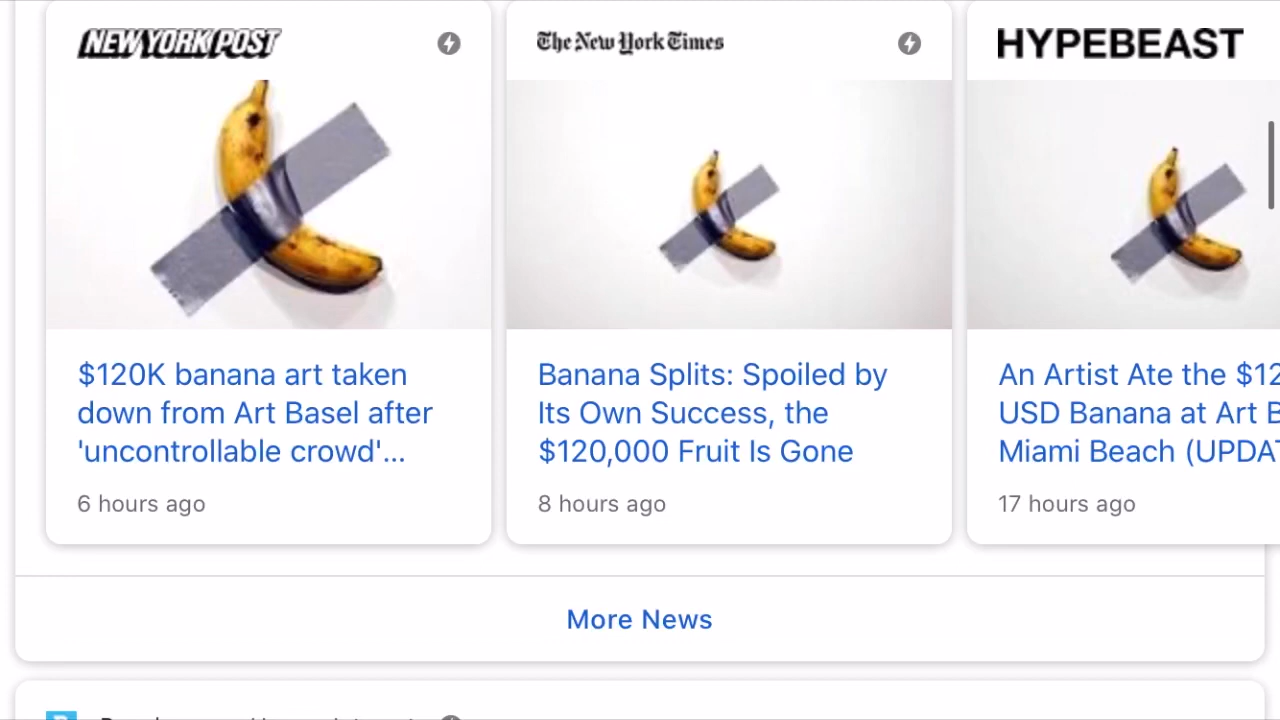 NEW YORK POST
$120K banana art taken
down from Art Basel after
'uncontrollable crowd'...
6 hours ago
The New York Times
Banana Splits: Spoiled by
Its Own Success, the
$120,000 Fruit Is Gone
8 hours ago
HYPEBEAST
An Artist Ate the $12
USD Banana at Art B
Miami Beach (UPDA
17 hours ago
More News